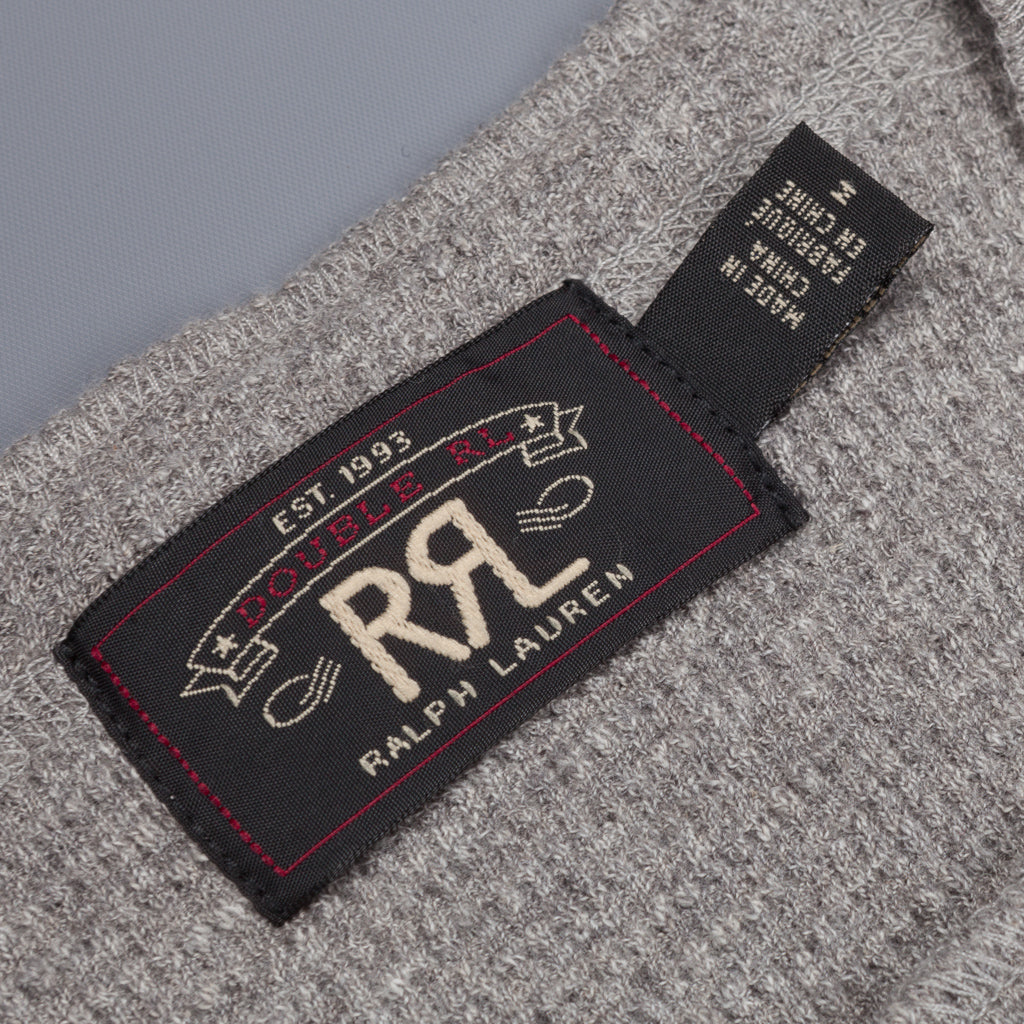 EST. 1993
DOUBLE RL
RRL
RALPH LAUREN
M
MADE IN
CHINA
FABRIQUÉ
EN CHINE